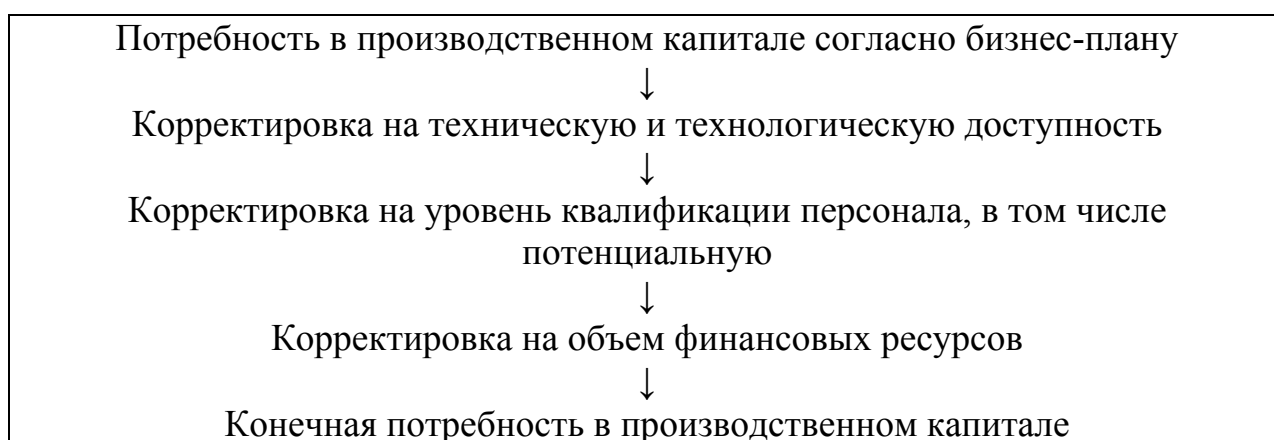 Потребность в производственном капитале согласно бизнес-плану
↓
Корректировка на техническую и технологическую доступность
↓
Корректировка на уровень квалификации персонала, в том числе
потенциальную
↓
Корректировка на объем финансовых ресурсов
↓
Конечная потребность в производственном капитале